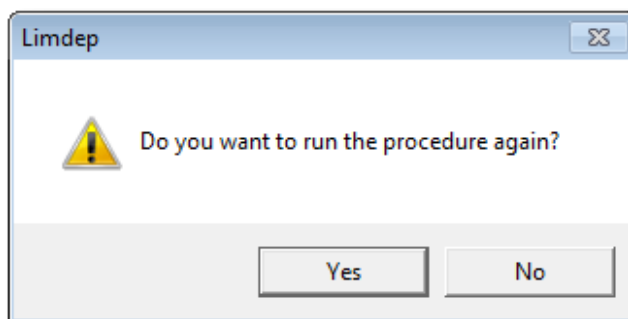 Limdep
Do you want to run the procedure again?
Yes
No